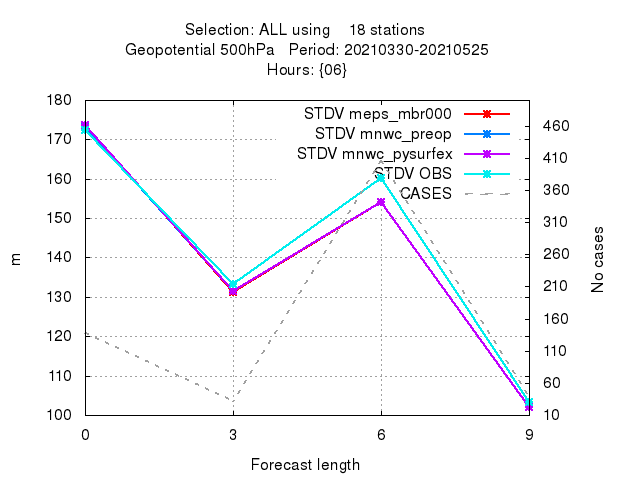 Selection: ALL using    18 stations
Geopotential 500hPa   Period: 20210330-20210525
Hours: {06}
STDV meps_mbr000
STDV mnwc_preop
STDV mnwc_pysurfex
STDV OBS
CASES
180
170
160
150
140
130
120
110
100
m
460
410
360
310
260
210
160
110
60
10
No cases
0 3 6 9
Forecast length